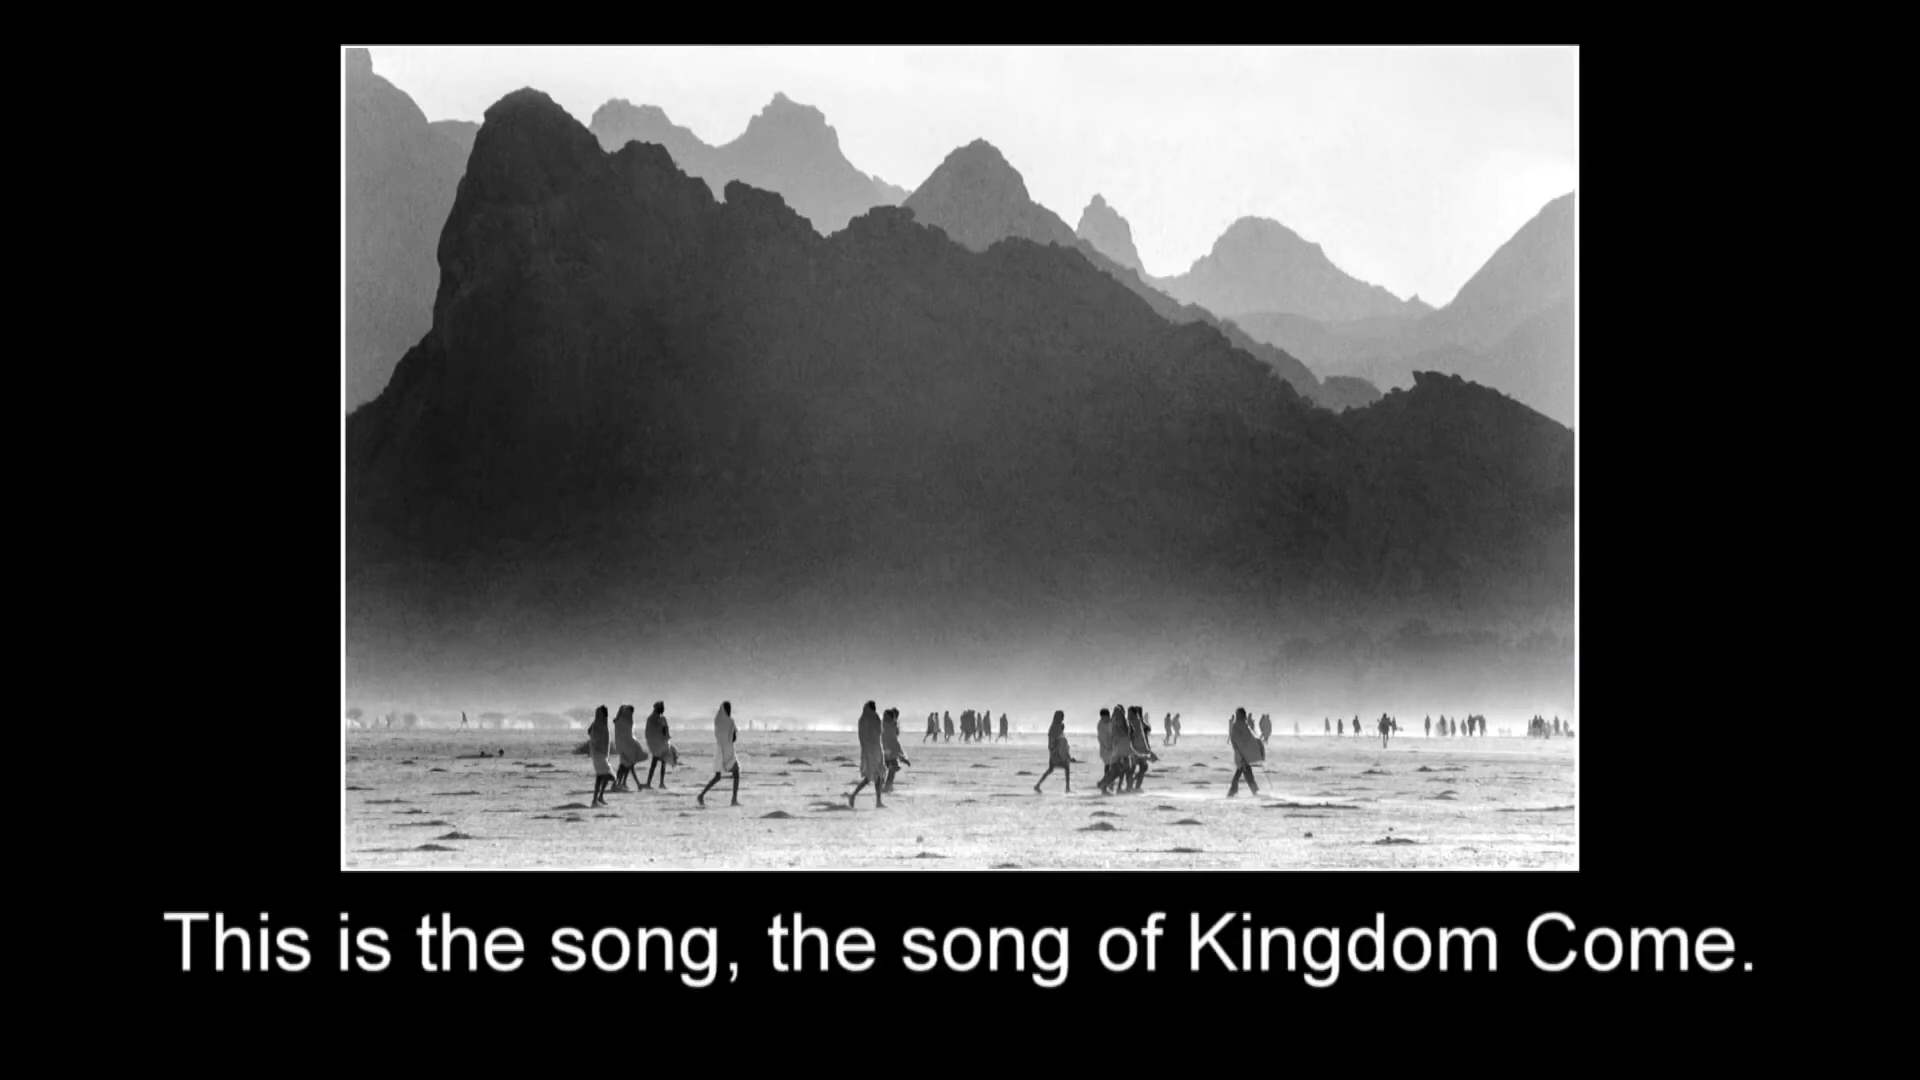 This is the song, the song of Kingdom Come.